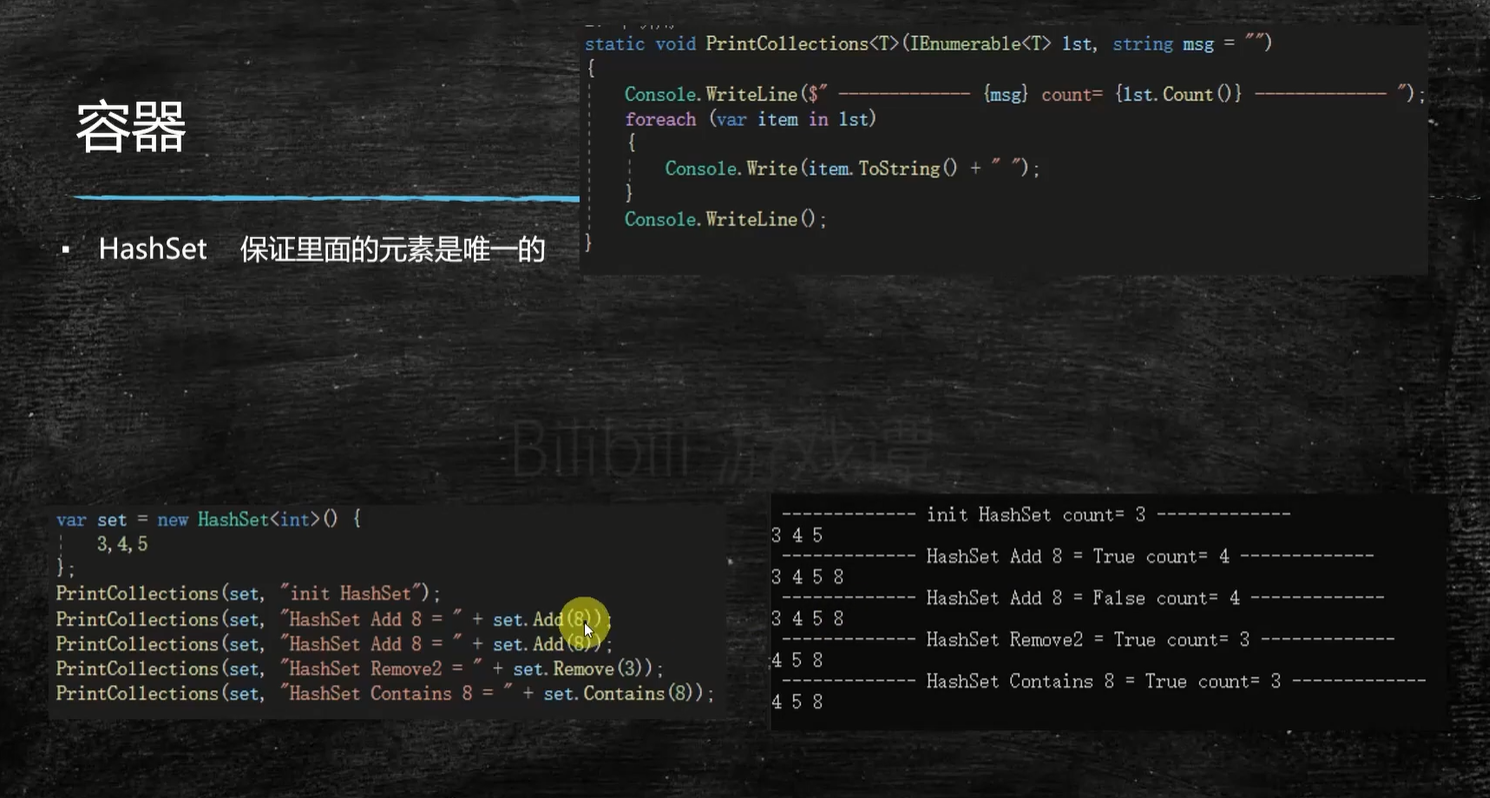 容器
▪ HashSet 保证里面的元素是唯一的
static void PrintCollections<T>(IEnumerable<T> lst, string msg = "")
{
Console.WriteLine($" ------------- {msg} count= {lst.Count()} ------------- ");
foreach (var item in lst)
{
Console.Write(item.ToString() + " ");
}
Console.WriteLine();
}
Bilibili 游戏谭
var set = new HashSet<int>() {
3,4,5
};
PrintCollections(set, "init HashSet");
PrintCollections(set, "HashSet Add 8 = " + set.Add(8));
PrintCollections(set, "HashSet Add 8 = " + set.Add(8));
PrintCollections(set, "HashSet Remove2 = " + set.Remove(3));
PrintCollections(set, "HashSet Contains 8 = " + set.Contains(8));
------------- init HashSet count= 3 -------------
3 4 5
------------- HashSet Add 8 = True count= 4 -------------
3 4 5 8
------------- HashSet Add 8 = False count= 4 -------------
3 4 5 8
------------- HashSet Remove2 = True count= 3 -------------
4 5 8
------------- HashSet Contains 8 = True count= 3 -------------
4 5 8